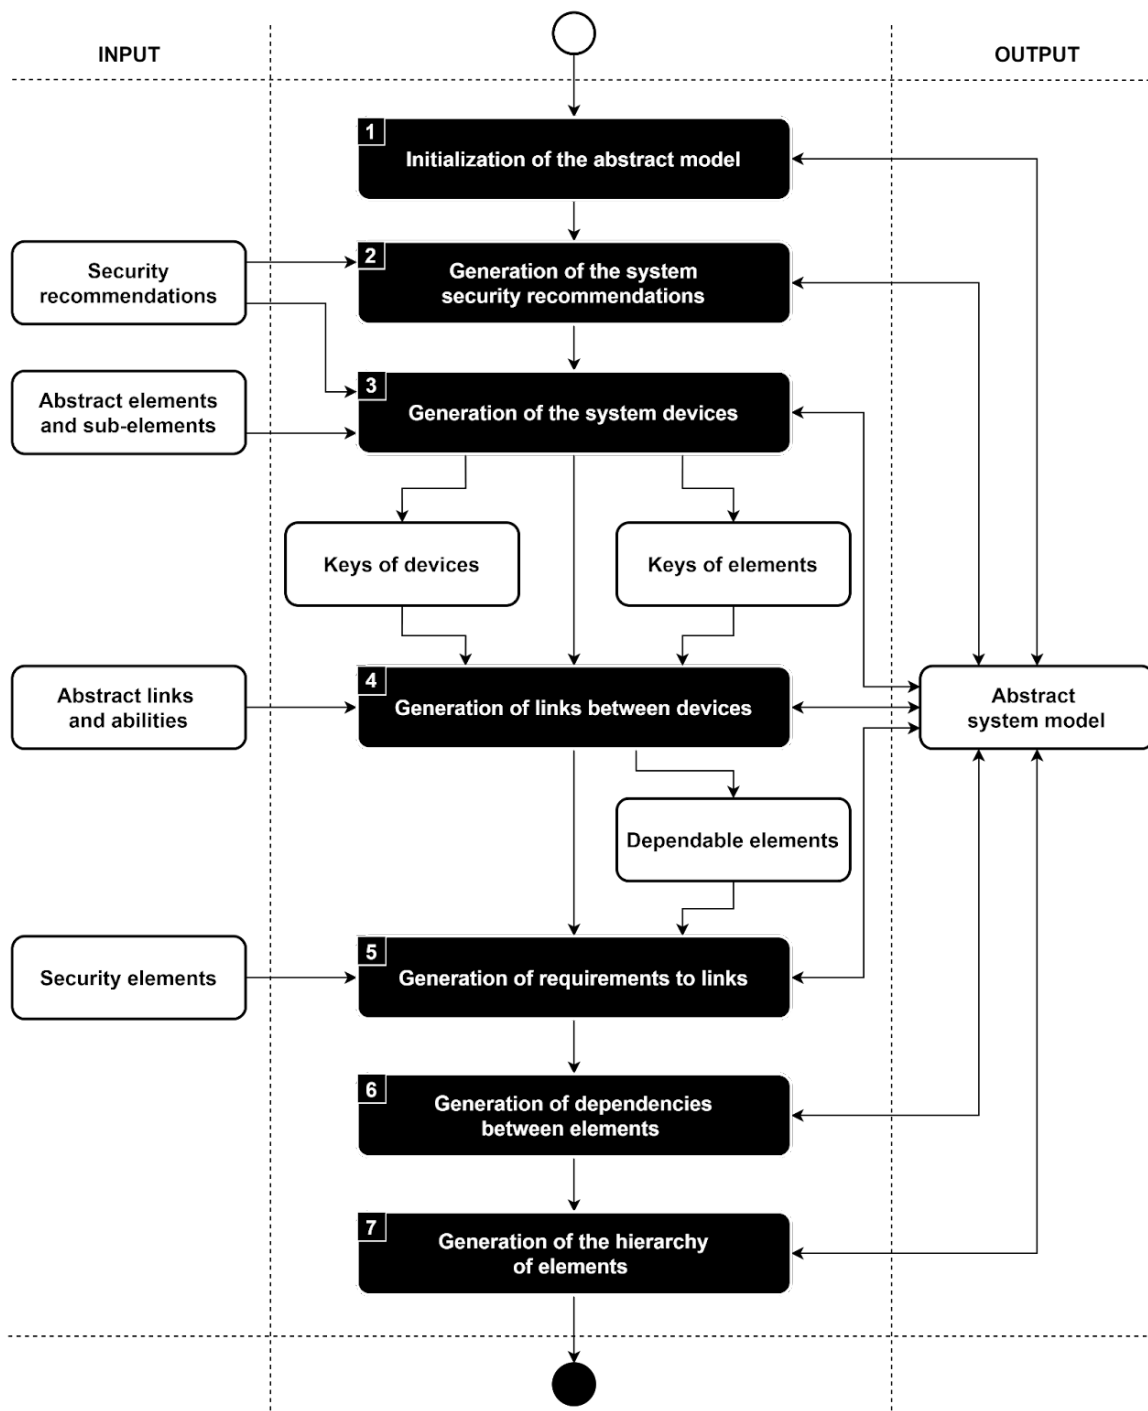 INPUT
OUTPUT
1
Initialization of the abstract model
Security
recommendations
2
Generation of the system
security recommendations
Abstract elements
and sub-elements
3
Generation of the system devices
Keys of devices
Keys of elements
Abstract links
and abilities
4
Generation of links between devices
Abstract
system model
Dependable elements
Security elements
5
Generation of requirements to links
6
Generation of dependencies
between elements
7
Generation of the hierarchy
of elements